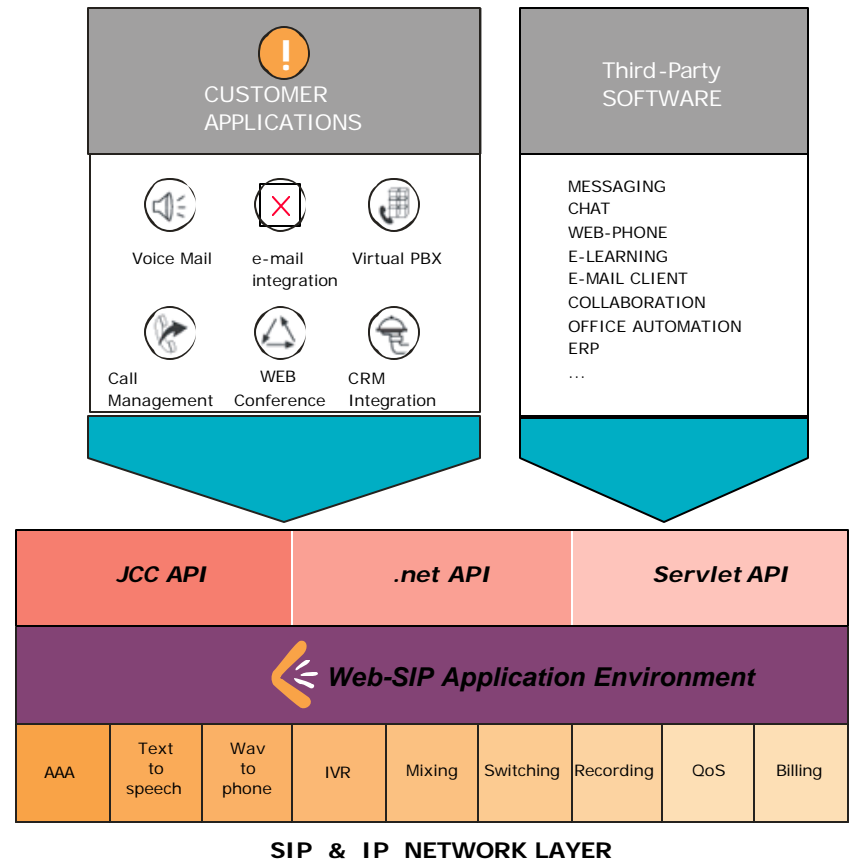 !
CUSTOMER
APPLICATIONS
Third-Party
SOFTWARE
Voice Mail
e-mail
integration
Virtual PBX
Call
Management
WEB
Conference
CRM
Integration
MESSAGING
CHAT
WEB-PHONE
E-LEARNING
E-MAIL CLIENT
COLLABORATION
OFFICE AUTOMATION
ERP
...
JCC API
.net API
Servlet API
Web-SIP Application Environment
AAA
Text
to
speech
Wav
to
phone
IVR
Mixing
Switching
Recording
QoS
Billing
SIP & IP NETWORK LAYER